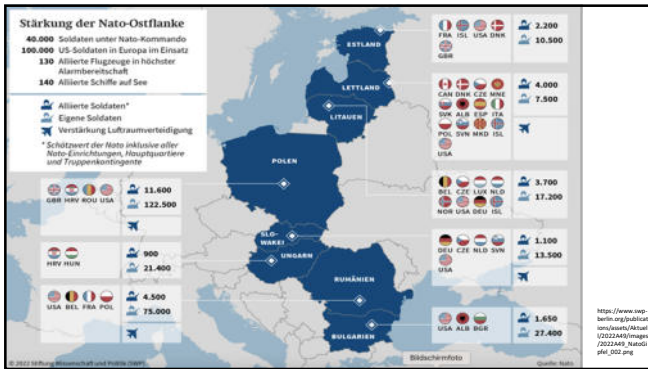 Stärkung der Nato-Ostflanke
40.000 Soldaten unter Nato-Kommando
100.000 US-Soldaten in Europa im Einsatz
130 Alliierte Flugzeuge in höchster
Alarmbereitschaft
140 Alliierte Schiffe auf See
Alliierte Soldaten*
Eigene Soldaten
Verstärkung Luftraumverteidigung
* Schätzwert der Nato inklusive aller
Nato-Einrichtungen, Hauptquartiere
und Truppenkontingente
ESTLAND
LETTLAND
LITAUEN
POLEN
SLO-
WAKEI
UNGARN
RUMÄNIEN
BULGARIEN
FRA ISL USA DNK
GBR
2.200
10.500
CAN DNK CZE MNE
SVK ALB ESP ITA
POL SVN MKD ISL
USA
4.000
7.500
BEL CZE LUX NLD
NOR USA DEU ISL
3.700
17.200
DEU CZE NLD SVN
USA
1.100
13.500
USA ALB BGR
1.650
27.400
GBR HRV ROU USA
11.600
122.500
HRV HUN
900
21.400
USA BEL FRA POL
4.500
75.000
© 2022 Stiftung Wissenschaft und Politik (SWP)
Bildschirmfoto
Quelle: Nato
https://www.swp-
berlin.org/publicat
ions/assets/Aktuel
l/2022A49/images
/2022A49_NatoGi
pfel_002.png